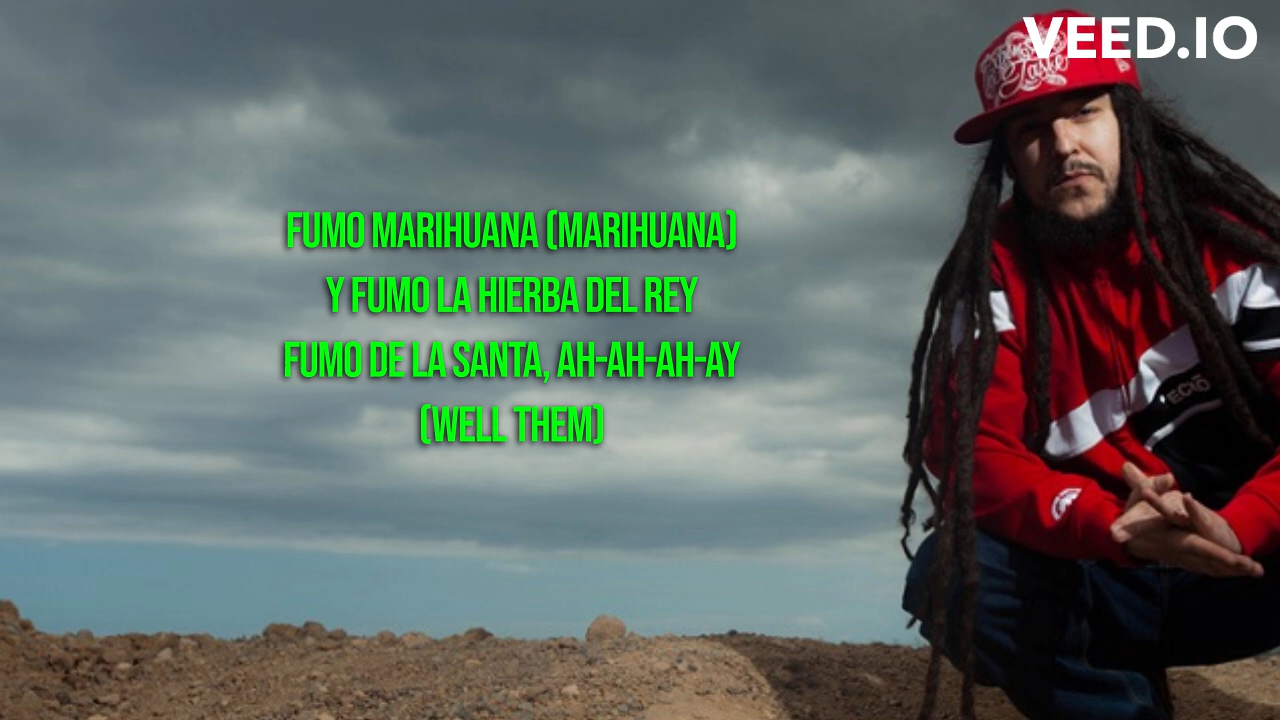 VEED.IO
FUMO MARIHUANA (MARIHUANA)
Y FUMO LA HIERBA DEL REY
FUMO DE LA SANTA, AH-AH-AH-AY
(WELL THEM)